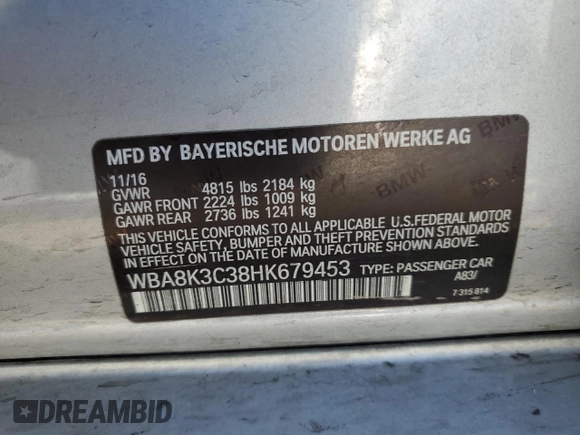 MFD BY BAYERISCHE MOTOREN WERKE AG
11/16
GVWR 4815 lbs 2184 kg
GAWR FRONT 2224 lbs 1009 kg
GAWR REAR 2736 lbs 1241 kg
THIS VEHICLE CONFORMS TO ALL APPLICABLE U.S.FEDERAL MOTOR
VEHICLE SAFETY, BUMPER AND THEFT PREVENTION STANDARDS IN
EFFECT ON THE DATE OF MANUFACTURE SHOWN ABOVE.
WBA8K3C38HK679453 TYPE: PASSENGER CAR
A83/
7 315 814
BMW
BMW
DREAMBID